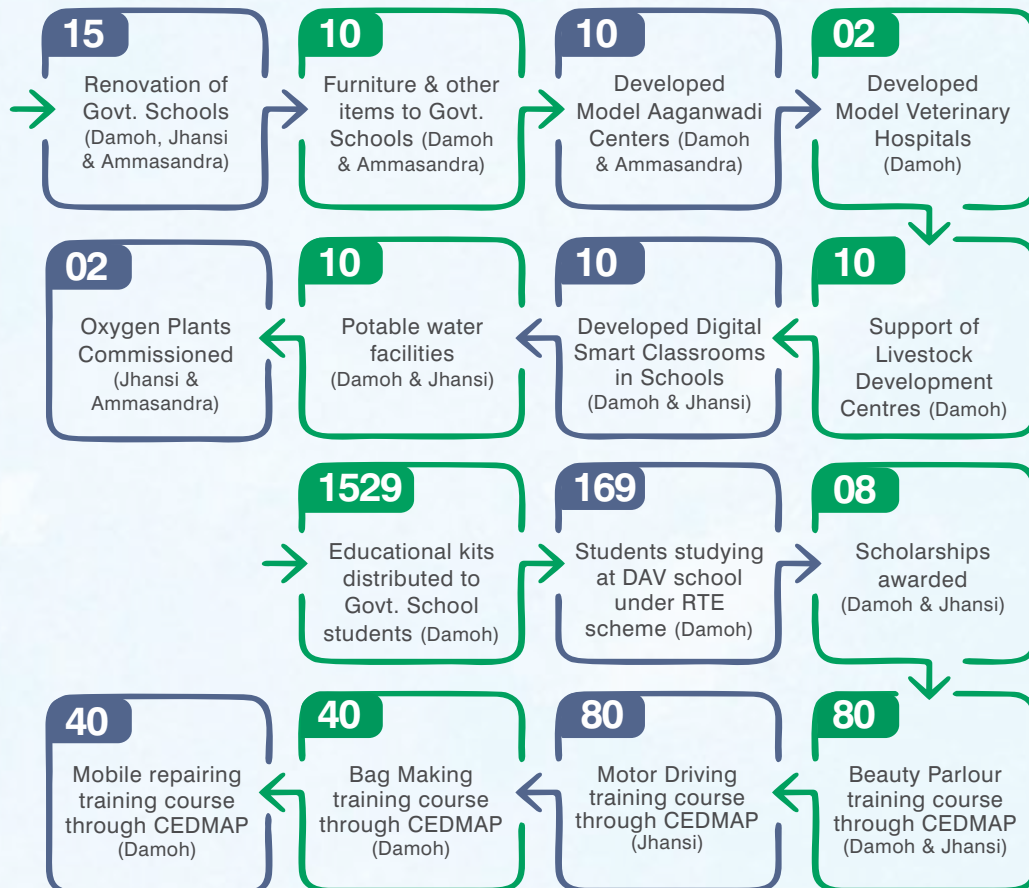 15
Renovation of
Govt. Schools
(Damoh, Jhansi
& Ammasandra)
10
Furniture & other
items to Govt.
Schools (Damoh
& Ammasandra)
10
Developed
Model Aaganwadi
Centers (Damoh
& Ammasandra)
02
Developed
Model Veterinary
Hospitals
(Damoh)
10
Support of
Livestock
Development
Centres (Damoh)
10
Developed Digital
Smart Classrooms
in Schools
(Damoh & Jhansi)
10
Potable water
facilities
(Damoh & Jhansi)
02
Oxygen Plants
Commissioned
(Jhansi &
Ammasandra)
1529
Educational kits
distributed to
Govt. School
students (Damoh)
169
Students studying
at DAV school
under RTE
scheme (Damoh)
08
Scholarships
awarded
(Damoh & Jhansi)
80
Beauty Parlour
training course
through CEDMAP
(Damoh & Jhansi)
80
Motor Driving
training course
through CEDMAP
(Jhansi)
40
Bag Making
training course
through CEDMAP
(Damoh)
40
Mobile repairing
training course
through CEDMAP
(Damoh)